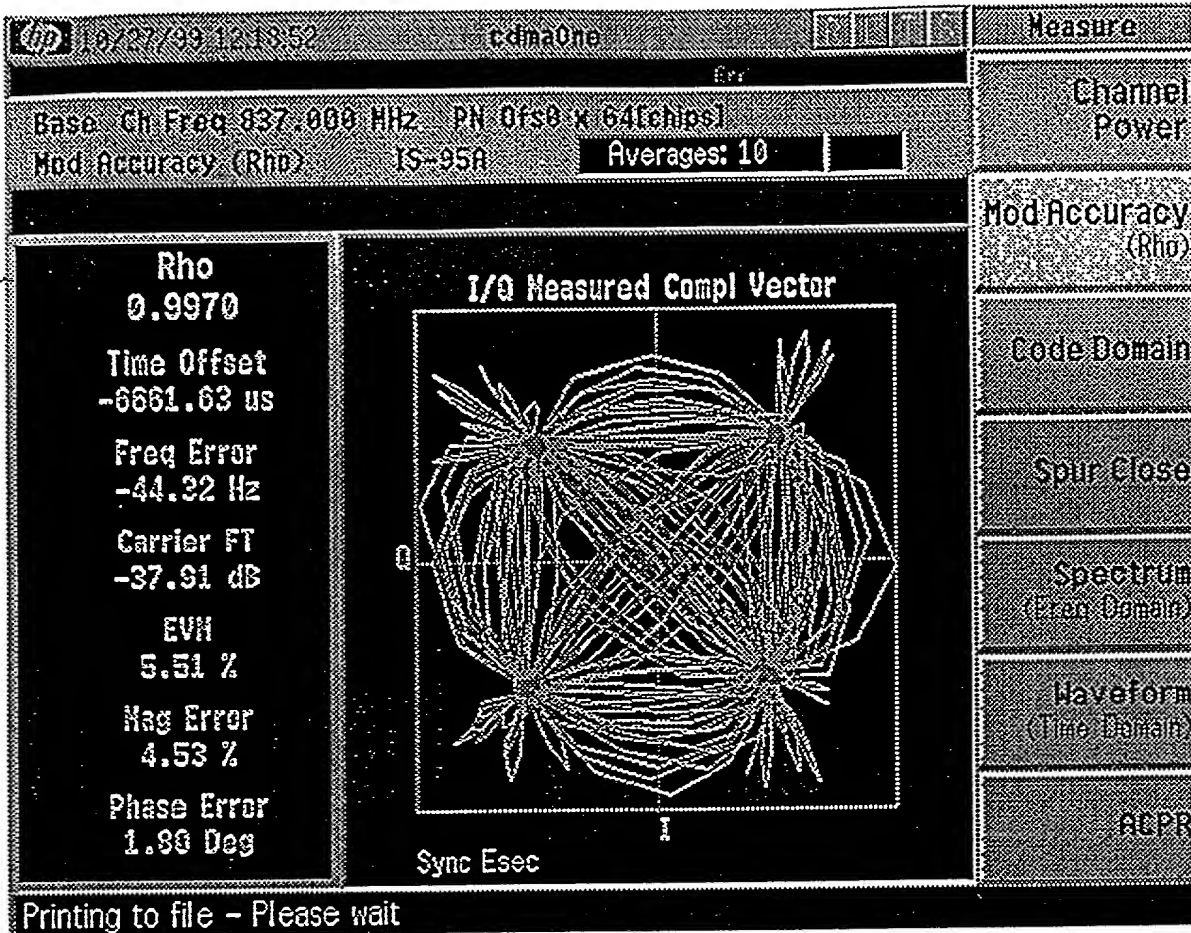 hp 10/27/99 12:18:52 cdmaOne
Err
Base Ch Freq 837.000 MHz PN Ofs0 x 64[chips]
Mod Accuracy (Rho) IS-95A Averages: 10
Rho
0.9970
Time Offset
-6661.63 us
Freq Error
-44.32 Hz
Carrier FT
-37.91 dB
EVM
5.51 %
Mag Error
4.53 %
Phase Error
1.80 Deg
I/Q Measured Compl Vector
Q
I
Sync Esec
Printing to file - Please wait
Measure
Channel
Power
Mod Accuracy
(Rho)
Code Domain
Spur Close
Spectrum
(Freq Domain)
Waveform
(Time Domain)
ACPR